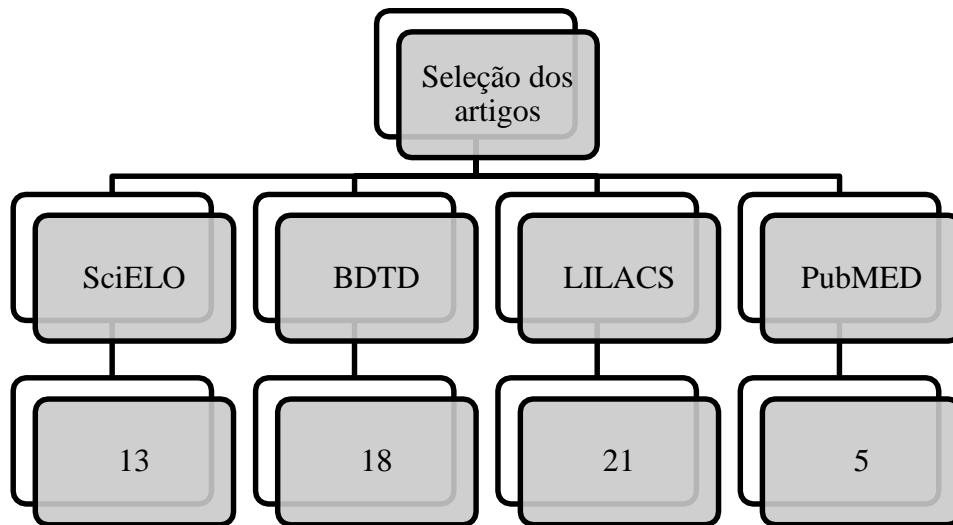 Seleção dos
artigos
SciELO
BDTD
LILACS
PubMED
13
18
21
5